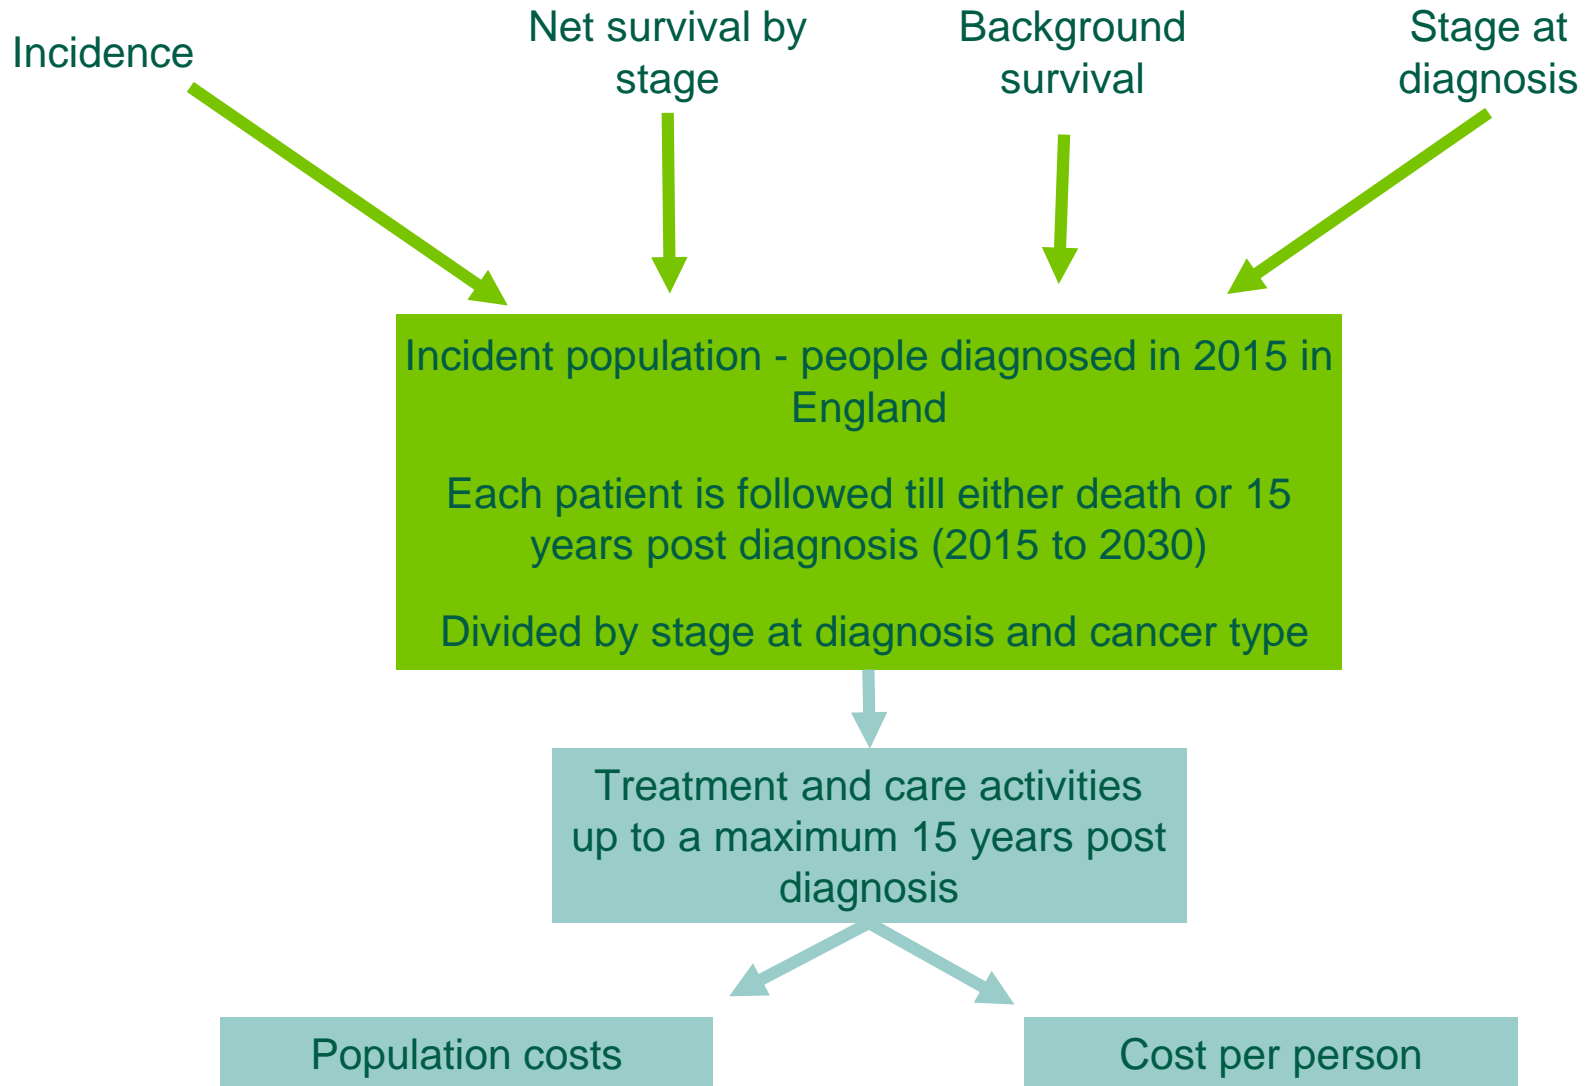 Incidence
Net survival by
stage
Background
survival
Stage at
diagnosis
Incident population - people diagnosed in 2015 in
England
Each patient is followed till either death or 15
years post diagnosis (2015 to 2030)
Divided by stage at diagnosis and cancer type
Treatment and care activities
up to a maximum 15 years post
diagnosis
Population costs
Cost per person